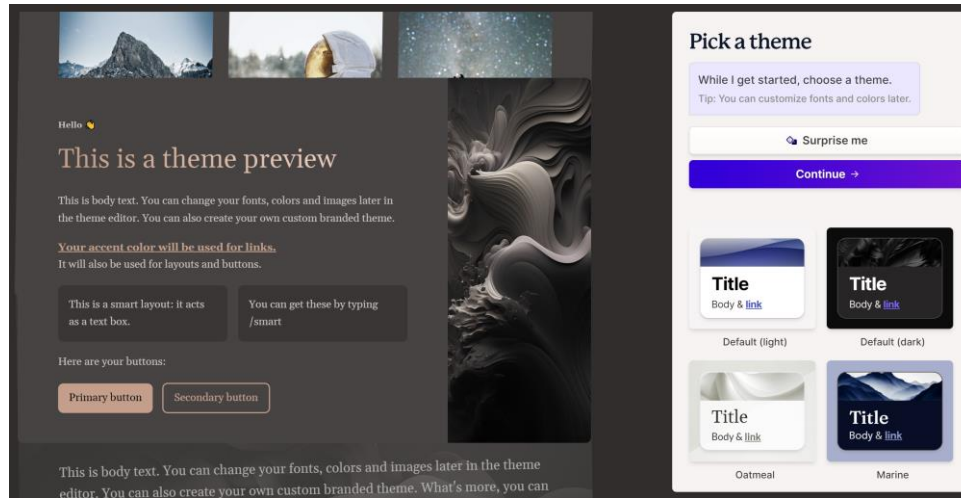 Hello 👋
This is a theme preview
This is body text. You can change your fonts, colors and images later in
the theme editor. You can also create your own custom branded theme.
Your accent color will be used for links.
It will also be used for layouts and buttons.
This is a smart layout: it acts
as a text box.
You can get these by typing
/smart
Here are your buttons:
Primary button
Secondary button
This is body text. You can change your fonts, colors and images later in the theme
editor. You can also create your own custom branded theme. What's more, you can
Pick a theme
While I get started, choose a theme.
Tip: You can customize fonts and colors later.
Surprise me
Continue →
Title
Body & link
Default (light)
Title
Body & link
Default (dark)
Title
Body & link
Oatmeal
Title
Body & link
Marine